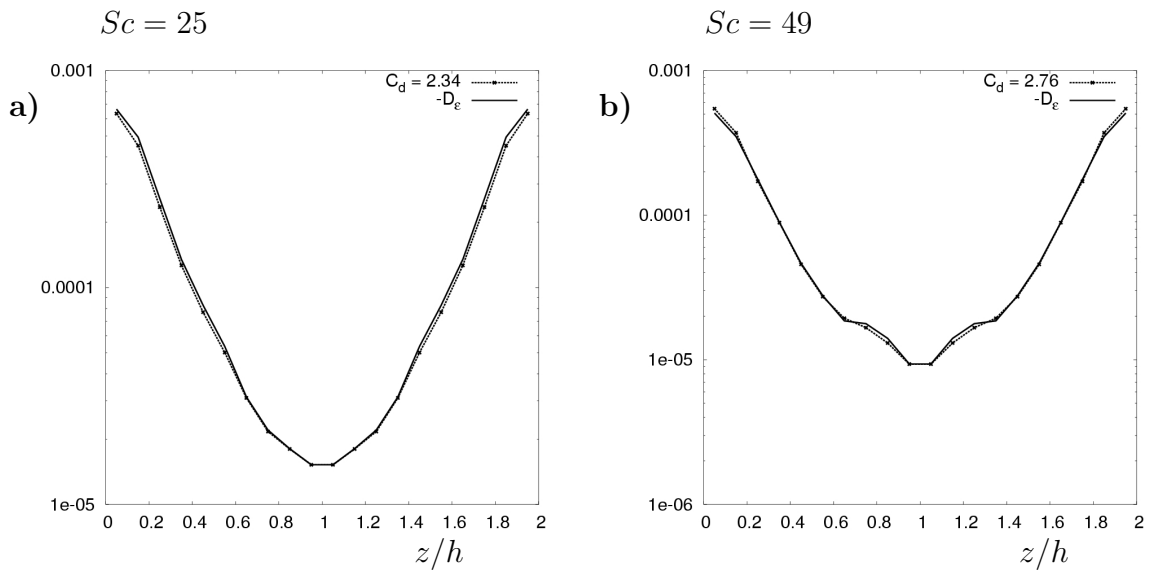 Sc = 25
a)
0.001
0.0001
1e-05
C_d = 2.34
-D_ε
0 0.2 0.4 0.6 0.8 1 1.2 1.4 1.6 1.8 2
z/h
Sc = 49
b)
0.001
0.0001
1e-05
1e-06
C_d = 2.76
-D_ε
0 0.2 0.4 0.6 0.8 1 1.2 1.4 1.6 1.8 2
z/h